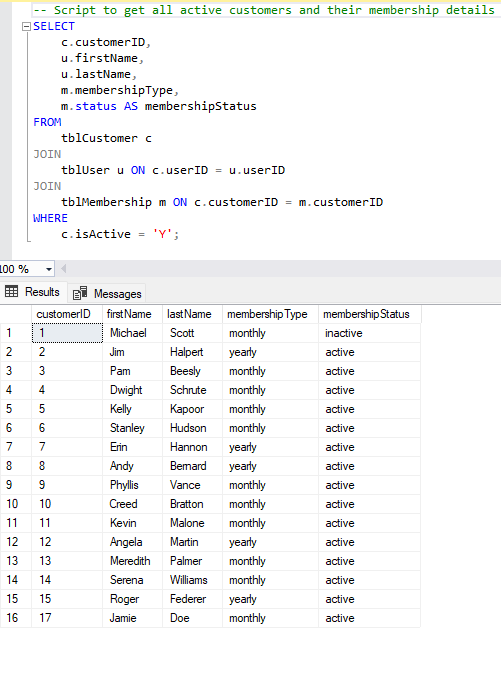 -- Script to get all active customers and their membership details
SELECT
c.customerID,
u.firstName,
u.lastName,
m.membershipType,
m.status AS membershipStatus
FROM
tblCustomer c
JOIN
tblUser u ON c.userID = u.userID
JOIN
tblMembership m ON c.customerID = m.customerID
WHERE
c.isActive = 'Y';
100 %
Results Messages
customerID firstName lastName membershipType membershipStatus
1 1 Michael Scott monthly inactive
2 2 Jim Halpert yearly active
3 3 Pam Beesly monthly active
4 4 Dwight Schrute monthly active
5 5 Kelly Kapoor monthly active
6 6 Stanley Hudson monthly active
7 7 Erin Hannon yearly active
8 8 Andy Bernard yearly active
9 9 Phyllis Vance monthly active
10 10 Creed Bratton monthly active
11 11 Kevin Malone monthly active
12 12 Angela Martin yearly active
13 13 Meredith Palmer monthly active
14 14 Serena Williams monthly active
15 15 Roger Federer yearly active
16 17 Jamie Doe monthly active